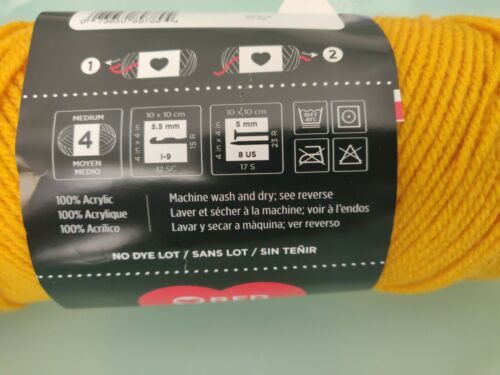 1
2
MEDIUM
4
MOYEN
MEDIO
10 x 10 cm
4 x 4 in
5.5 mm
I-9
15 R
12 SC
10 x 10 cm
4 x 4 in
5 mm
8 US
23 R
17 S
104 F
40 C
100% Acrylic
100% Acrylique
100% Acrílico
Machine wash and dry; see reverse
Laver et sécher à la machine; voir à l'endos
Lavar y secar a màquina; ver reverso
NO DYE LOT / SANS LOT / SIN TEÑIR
RED